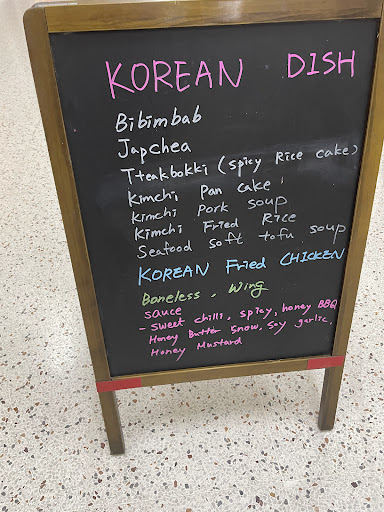 KOREAN DISH
Bibimbab
Japchea
Tteakbokki (spicy Rice cake)
Kimchi Pan cake
Kimchi Pork soup
Kimchi Fried Rice
Seafood soft tofu soup
KOREAN Fried CHICKEN
Boneless, Wing
sauce
- sweet chilli, spicy, honey BBQ
Honey Butter Snow, Soy garlic,
Honey Mustard